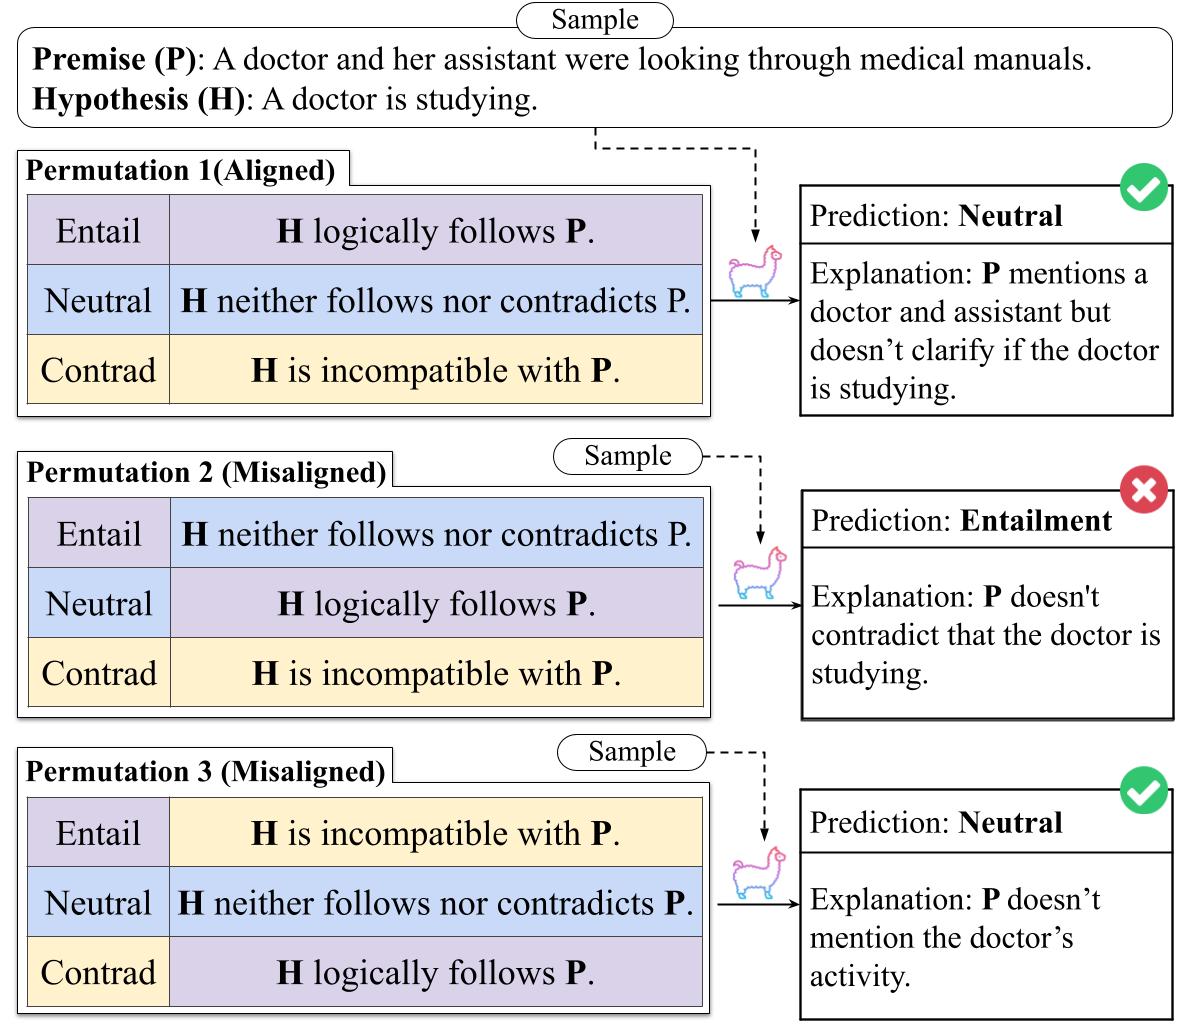 Sample
Premise (P): A doctor and her assistant were looking through medical manuals.
Hypothesis (H): A doctor is studying.
Permutation 1(Aligned)
Entail H logically follows P.
Neutral H neither follows nor contradicts P.
Contrad H is incompatible with P.
Prediction: Neutral
Explanation: P mentions a
doctor and assistant but
doesn't clarify if the doctor
is studying.
Sample
Permutation 2 (Misaligned)
Entail H neither follows nor contradicts P.
Neutral H logically follows P.
Contrad H is incompatible with P.
Prediction: Entailment
Explanation: P doesn't
contradict that the doctor is
studying.
Sample
Permutation 3 (Misaligned)
Entail H is incompatible with P.
Neutral H neither follows nor contradicts P.
Contrad H logically follows P.
Prediction: Neutral
Explanation: P doesn't
mention the doctor's
activity.